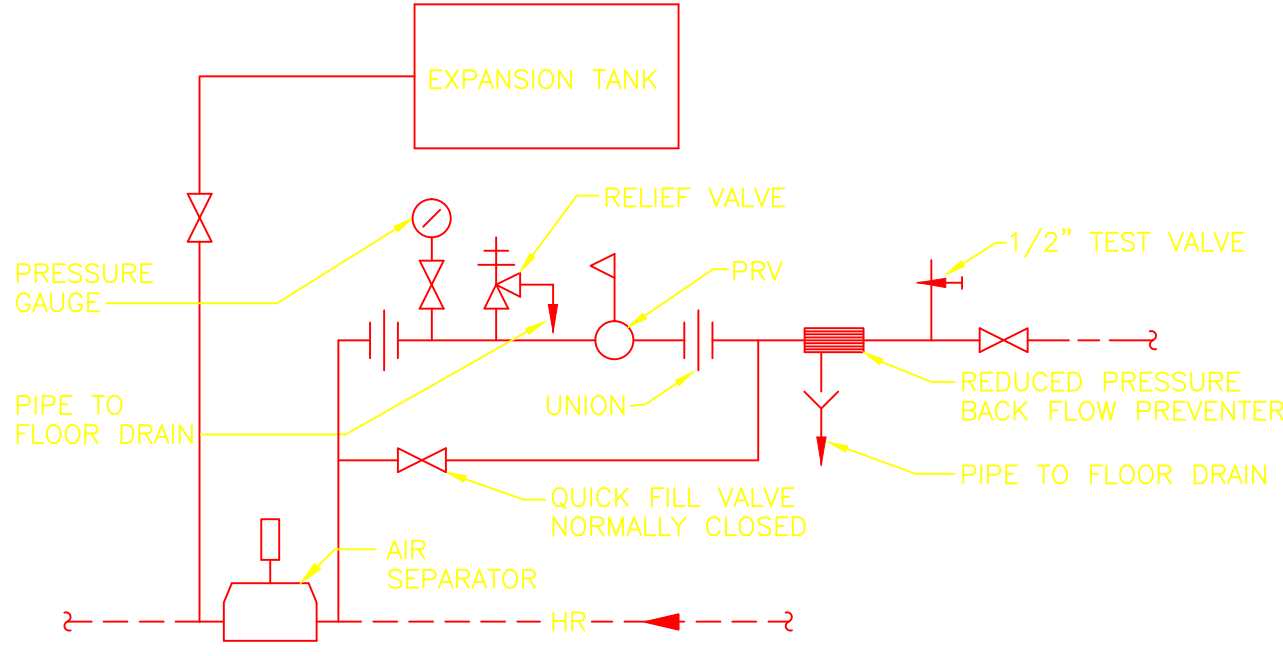 EXPANSION TANK
RELIEF VALVE
1/2” TEST VALVE
PRESSURE
GAUGE
PRV
REDUCED PRESSURE
BACK FLOW PREVENTER
PIPE TO
FLOOR DRAIN
UNION
PIPE TO FLOOR DRAIN
QUICK FILL VALVE
NORMALLY CLOSED
AIR
SEPARATOR
HR